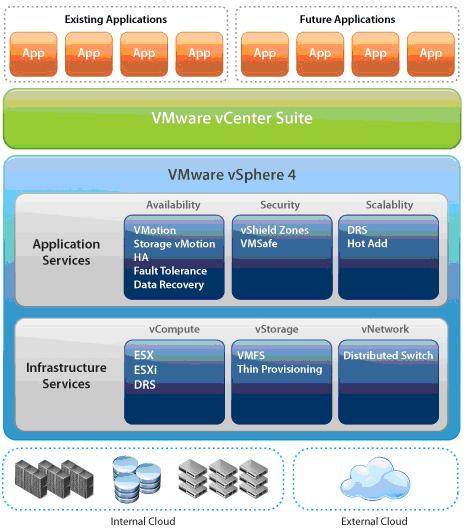 Existing Applications
Future Applications
App App App App App App App App
VMware vCenter Suite
VMware vSphere 4
Availability
Security
Scalablity
Application
Services
VMotion
Storage vMotion
HA
Fault Tolerance
Data Recovery
vShield Zones
VMSafe
DRS
Hot Add
vCompute
vStorage
vNetwork
Infrastructure
Services
ESX
ESXi
DRS
VMFS
Thin Provisioning
Distributed Switch
Internal Cloud
External Cloud